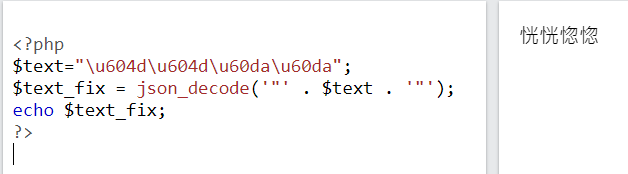 <?php
$text="\u604d\u604d\u60da\u60da";
$text_fix = json_decode('"' . $text . '"');
echo $text_fix;
?>
恍恍惚惚